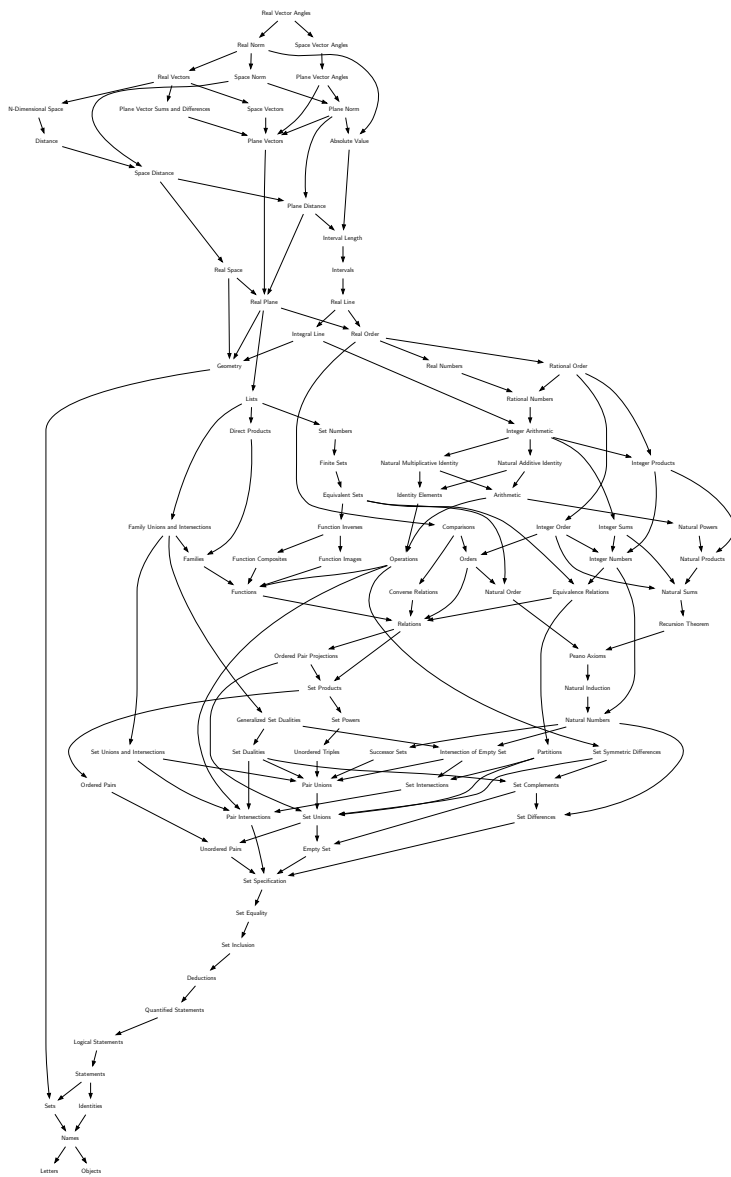 Real Vector Angles
Real Norm
Space Vector Angles
Real Vectors
Space Norm
Plane Vector Angles
N-Dimensional Space
Plane Vector Sums and Differences
Space Vectors
Plane Norm
Distance
Plane Vectors
Absolute Value
Space Distance
Plane Distance
Interval Length
Real Space
Intervals
Real Plane
Real Line
Integral Line
Real Order
Geometry
Real Numbers
Rational Order
Lists
Rational Numbers
Direct Products
Set Numbers
Integer Arithmetic
Finite Sets
Natural Multiplicative Identity
Natural Additive Identity
Integer Products
Equivalent Sets
Identity Elements
Arithmetic
Family Unions and Intersections
Function Inverses
Comparisons
Integer Order
Integer Sums
Natural Powers
Families
Function Composites
Function Images
Operations
Orders
Integer Numbers
Natural Products
Functions
Converse Relations
Natural Order
Equivalence Relations
Natural Sums
Relations
Recursion Theorem
Ordered Pair Projections
Peano Axioms
Set Products
Natural Induction
Generalized Set Dualities
Set Powers
Natural Numbers
Set Unions and Intersections
Set Dualities
Unordered Triples
Successor Sets
Intersection of Empty Set
Partitions
Set Symmetric Differences
Ordered Pairs
Pair Unions
Set Intersections
Set Complements
Pair Intersections
Set Unions
Set Differences
Unordered Pairs
Empty Set
Set Specification
Set Equality
Set Inclusion
Deductions
Quantified Statements
Logical Statements
Statements
Sets
Identities
Names
Letters
Objects